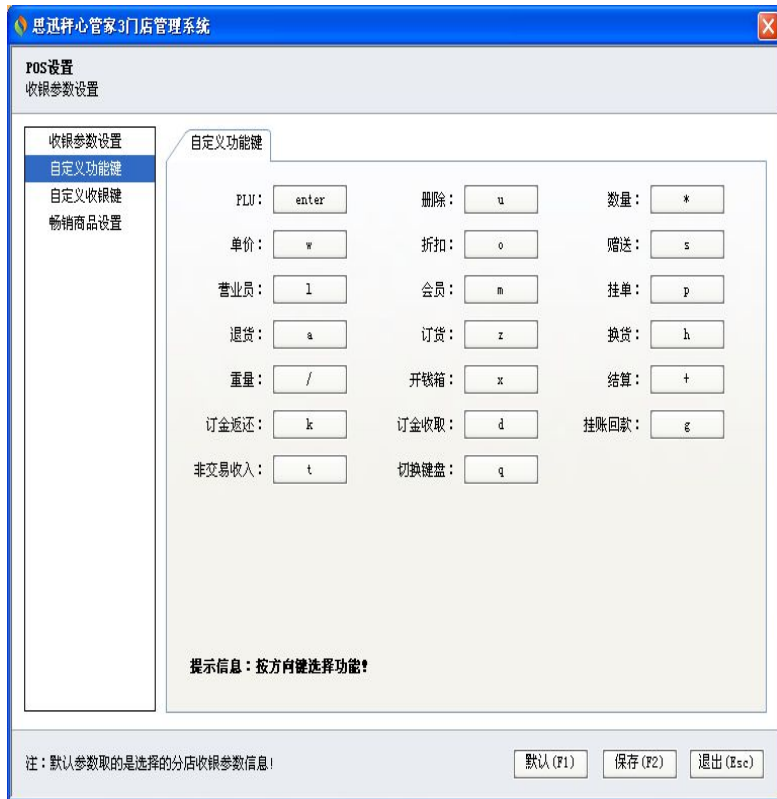 思迅秤心管家3门店管理系统
POS设置
收银参数设置
收银参数设置
自定义功能键
自定义收银键
畅销商品设置
自定义功能键
PLU： enter 删除： u 数量： *
单价： w 折扣： o 赠送： s
营业员： l 会员： m 挂单： p
退货： a 订货： z 换货： h
重量： / 开钱箱： x 结算： +
订金返还： k 订金收取： d 挂账回款： g
非交易收入： t 切换键盘： q
提示信息：按方向键选择功能!
注：默认参数取的是选择的分店收银参数信息!
默认(F1) 保存(F2) 退出(Esc)